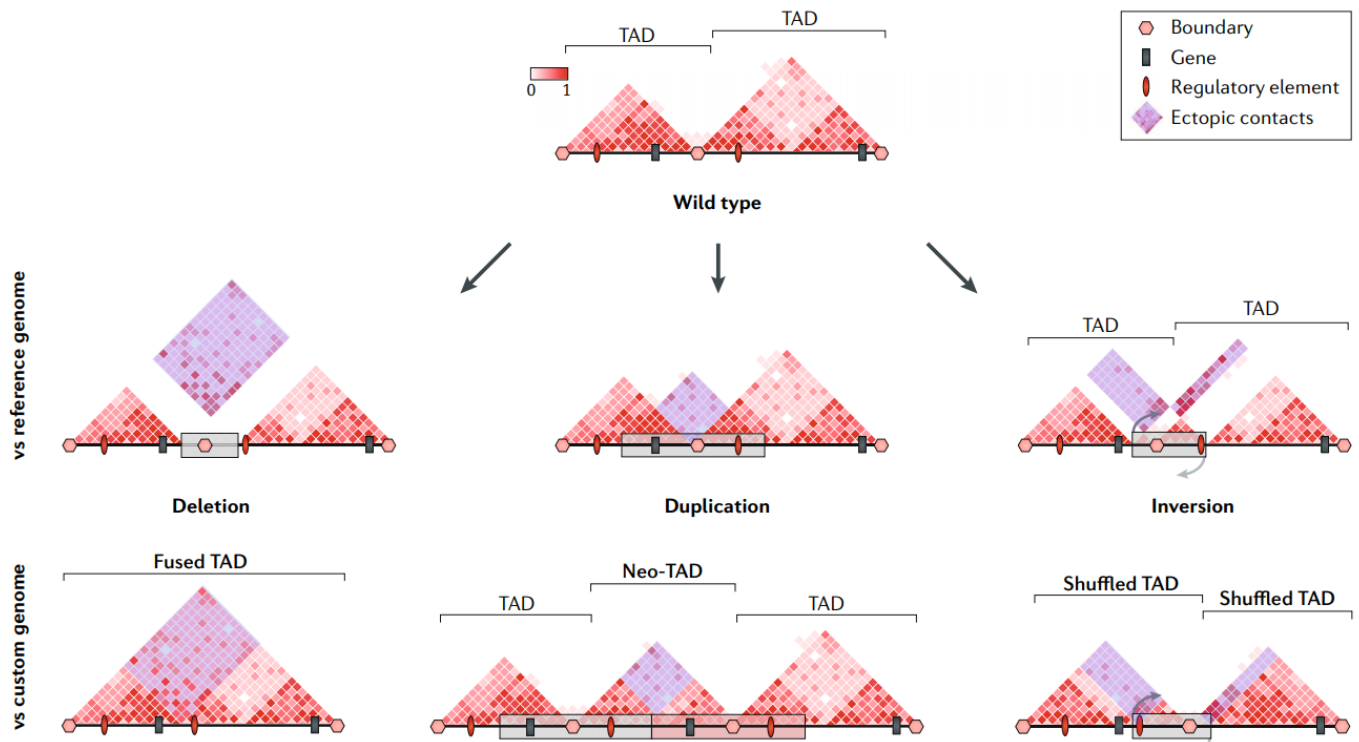 TAD
TAD
0 1
Boundary
Gene
Regulatory element
Ectopic contacts
Wild type
vs reference genome
TAD
TAD
Deletion
Duplication
Inversion
vs custom genome
Fused TAD
TAD
Neo-TAD
TAD
Shuffled TAD
Shuffled TAD